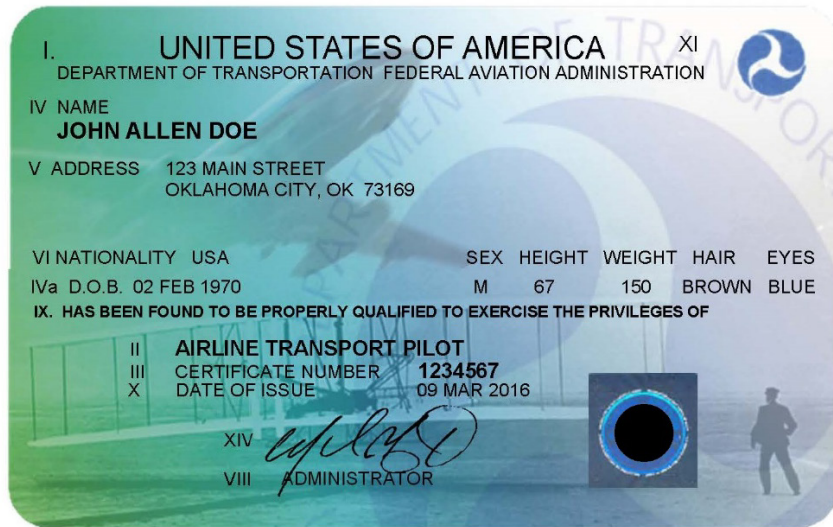 I. UNITED STATES OF AMERICA XI
DEPARTMENT OF TRANSPORTATION FEDERAL AVIATION ADMINISTRATION
IV NAME
JOHN ALLEN DOE
V ADDRESS 123 MAIN STREET
OKLAHOMA CITY, OK 73169
VI NATIONALITY USA SEX HEIGHT WEIGHT HAIR EYES
IVa D.O.B. 02 FEB 1970 M 67 150 BROWN BLUE
IX. HAS BEEN FOUND TO BE PROPERLY QUALIFIED TO EXERCISE THE PRIVILEGES OF
II AIRLINE TRANSPORT PILOT
III CERTIFICATE NUMBER 1234567
X DATE OF ISSUE 09 MAR 2016
XIV
VIII ADMINISTRATOR